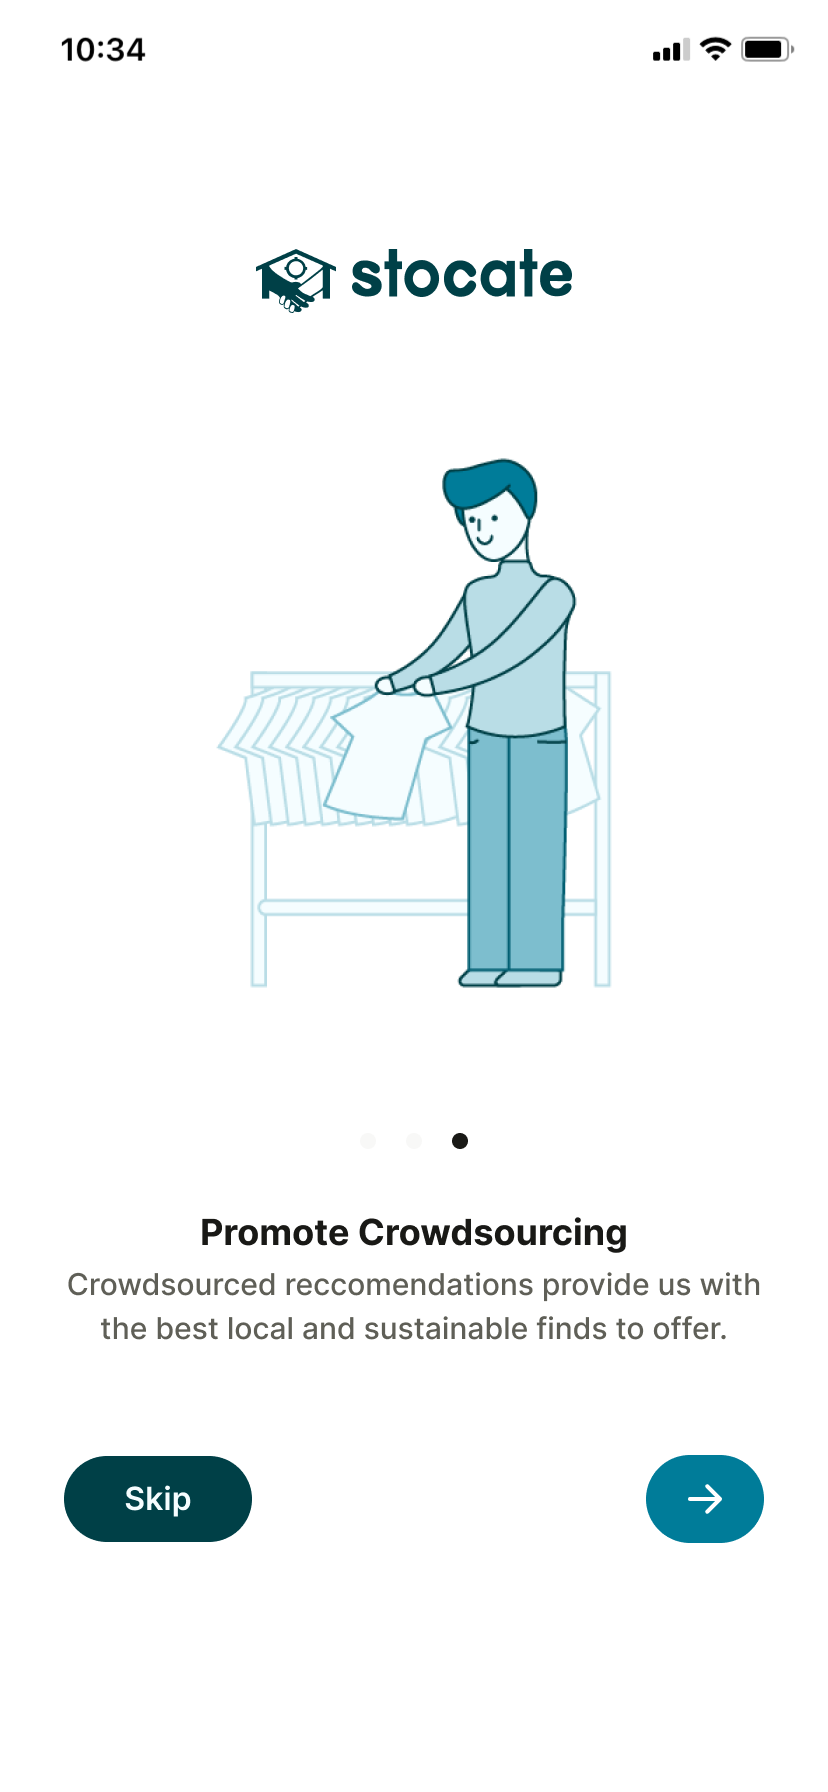 10:34
stocate
Promote Crowdsourcing
Crowdsourced reccomendations provide us with
the best local and sustainable finds to offer.
Skip